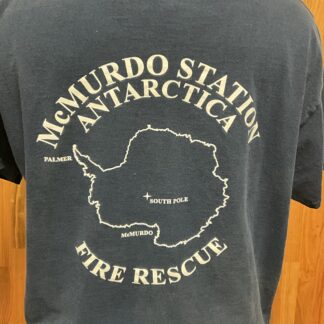 McMURDO STATION
ANTARCTICA
PALMER
SOUTH POLE
McMURDO
FIRE RESCUE